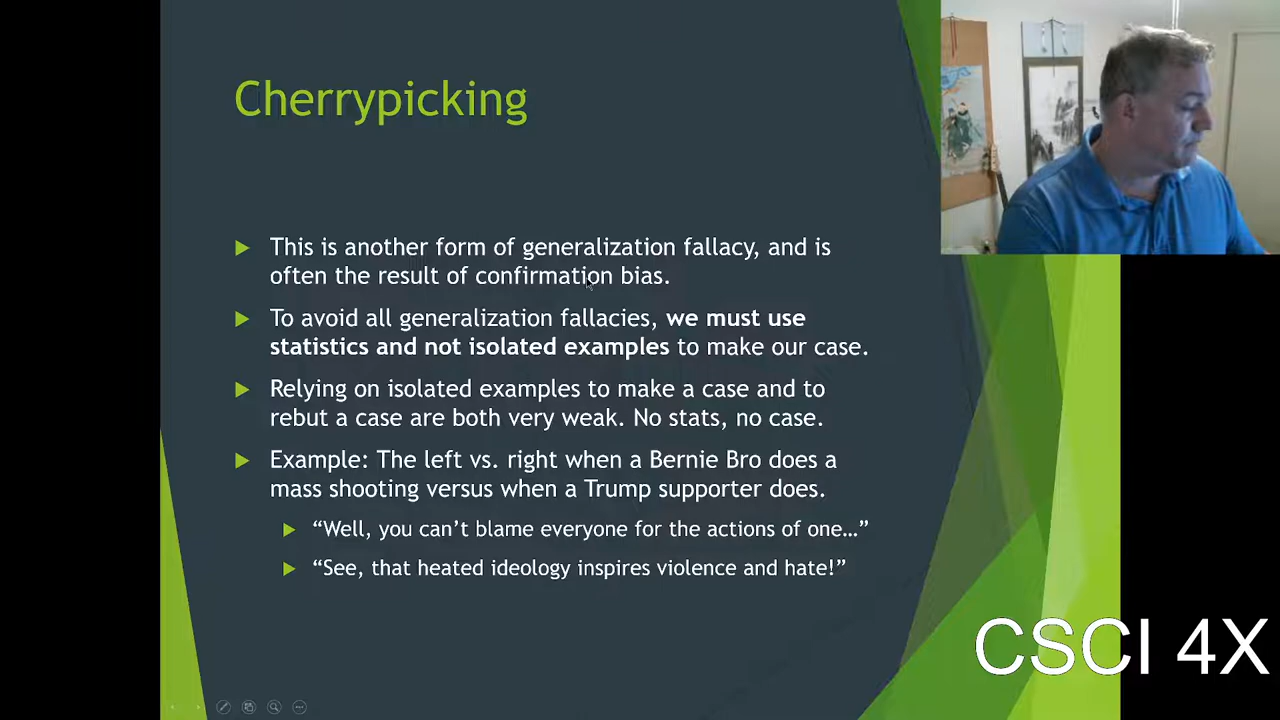 Cherrypicking
This is another form of generalization fallacy, and is
often the result of confirmation bias.
To avoid all generalization fallacies, we must use
statistics and not isolated examples to make our case.
Relying on isolated examples to make a case and to
rebut a case are both very weak. No stats, no case.
Example: The left vs. right when a Bernie Bro does a
mass shooting versus when a Trump supporter does.
“Well, you can’t blame everyone for the actions of one…”
“See, that heated ideology inspires violence and hate!”
CSCI 4X